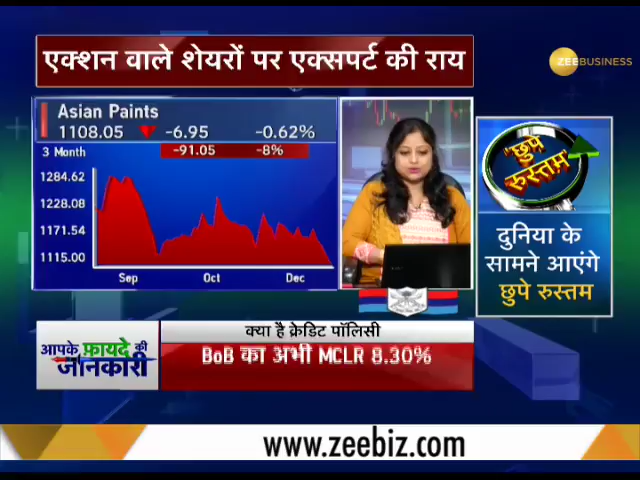 एक्शन वाले शेयरों पर एक्सपर्ट की राय
ZEEBUSINESS
Asian Paints
1108.05 -6.95 -0.62%
3 Month -91.05 -8%
1284.62
1228.08
1171.54
1115.00
Sep Oct Dec
"छुपे
रुस्तम"
दुनिया के
सामने आएंगे
छुपे रुस्तम
आपके फ़ायदे की
जानकारी
क्या है क्रेडिट पॉलिसी
BoB का अभी MCLR 8.30%
www.zeebiz.com